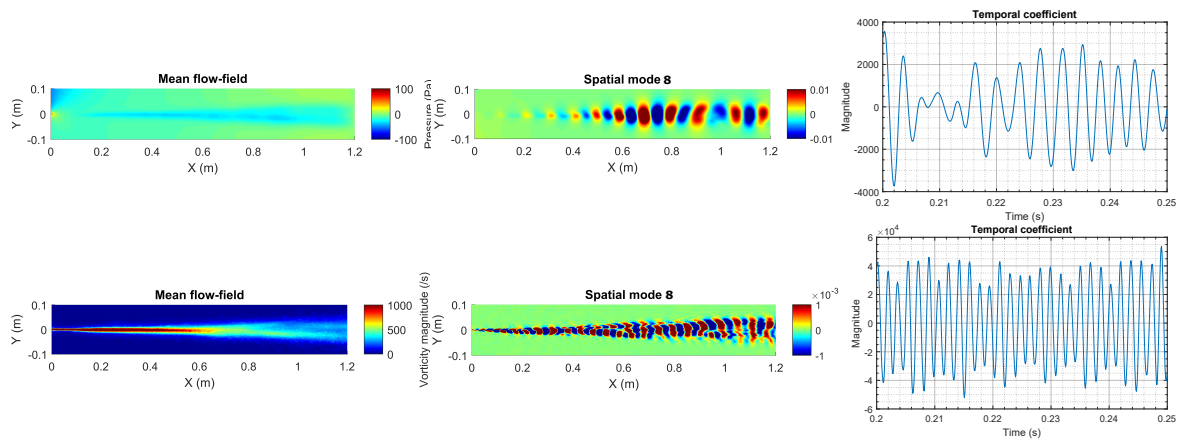 Mean flow-field
0.1
0
-0.1
Y (m)
0 0.2 0.4 0.6 0.8 1 1.2
X (m)
100
0
-100
Pressure (Pa)
Spatial mode 8
0.1
0
-0.1
Y (m)
0 0.2 0.4 0.6 0.8 1 1.2
X (m)
0.01
0
-0.01
Temporal coefficient
4000
2000
0
-2000
-4000
Magnitude
0.2 0.21 0.22 0.23 0.24 0.25
Time (s)
Mean flow-field
0.1
0
-0.1
Y (m)
0 0.2 0.4 0.6 0.8 1 1.2
X (m)
1000
500
0
Vorticity magnitude (/s)
Spatial mode 8
0.1
0
-0.1
Y (m)
0 0.2 0.4 0.6 0.8 1 1.2
X (m)
×10⁻³
1
0
-1
Temporal coefficient
×10⁴
6
4
2
0
-2
-4
-6
Magnitude
0.2 0.21 0.22 0.23 0.24 0.25
Time (s)